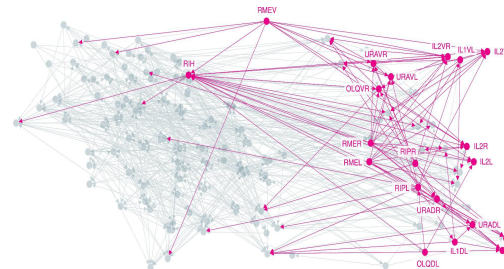 RMEV
IL2VR
IL1VL
IL2
RIH
URAVR
URAVL
OLQVR
RMER
RIPR
IL2R
RMEL
IL2L
RIPL
URADR
URADL
IL1DL
OLQDL